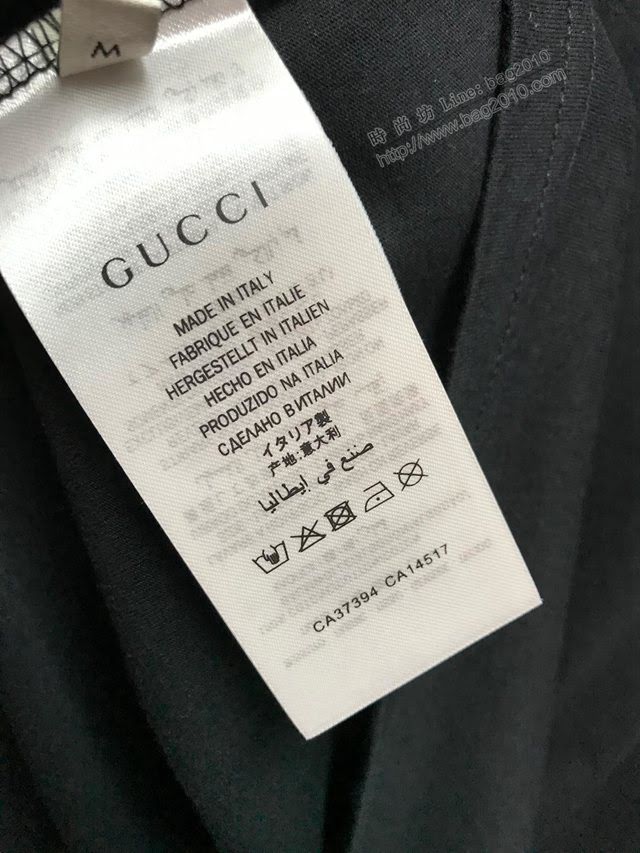 M
時尚坊 Line: bag2010
http://www.bag2010.com
GUCCI
MADE IN ITALY
FABRIQUE EN ITALIE
HERGESTELLT IN ITALIEN
HECHO EN ITALIA
PRODUZIDO NA ITALIA
СДЕЛАНО В ИТАЛИИ
イタリア製
产地:意大利
صنع في إيطاليا
CA37394 CA14517